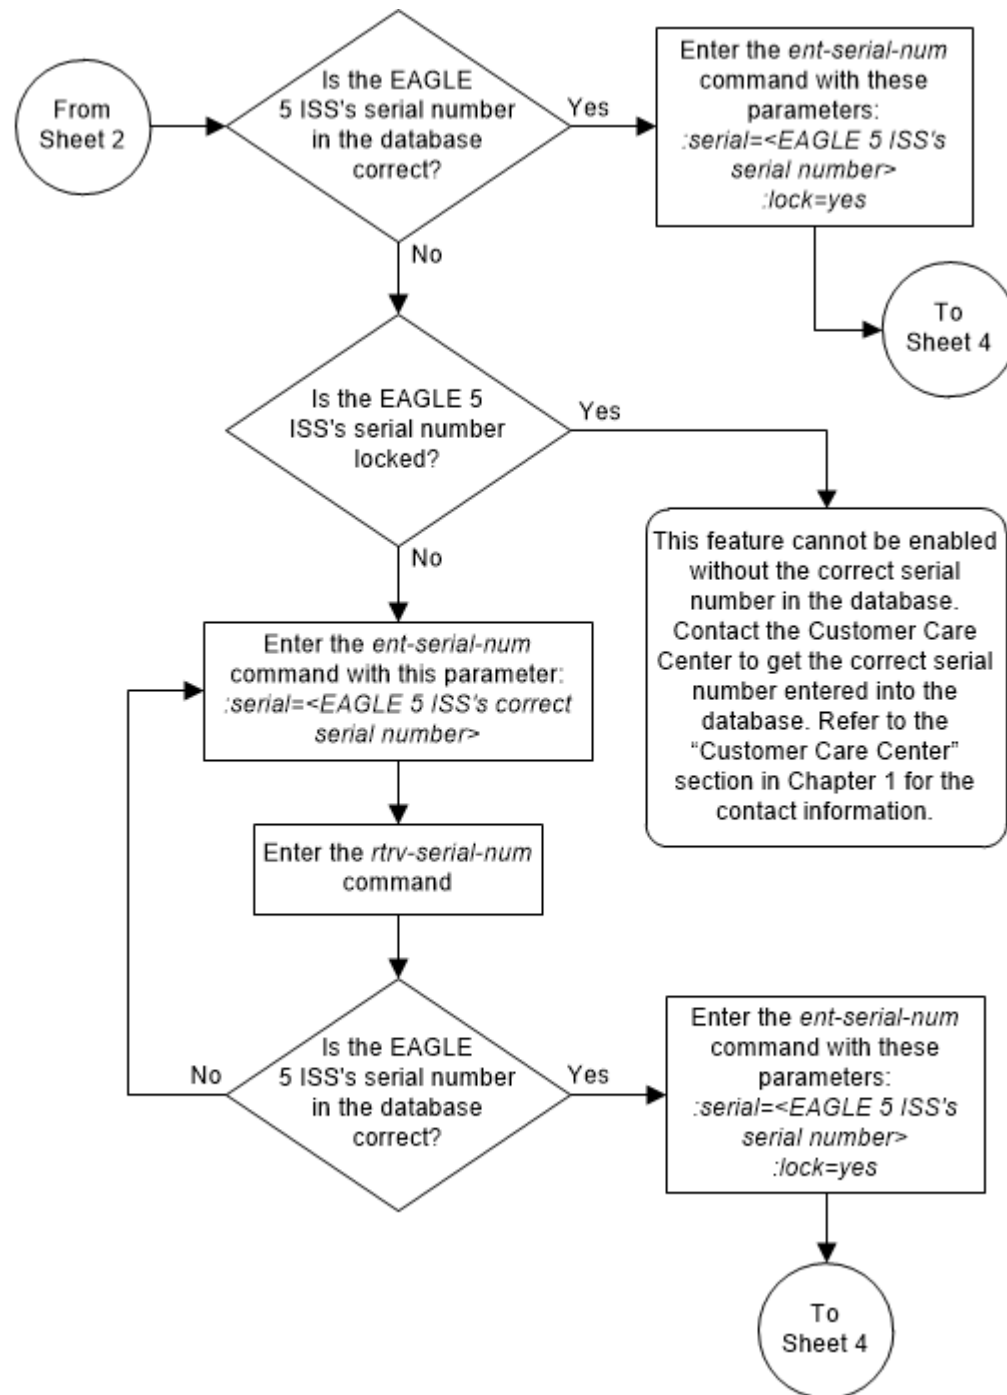 From
Sheet 2
Is the EAGLE
5 ISS's serial number
in the database
correct?
Yes
Enter the ent-serial-num
command with these
parameters:
:serial=<EAGLE 5 ISS's
serial number>
:lock=yes
No
To
Sheet 4
Is the EAGLE 5
ISS's serial number
locked?
Yes
No
This feature cannot be enabled
without the correct serial
number in the database.
Contact the Customer Care
Center to get the correct serial
number entered into the
database. Refer to the
“Customer Care Center”
section in Chapter 1 for the
contact information.
Enter the ent-serial-num
command with this parameter:
:serial=<EAGLE 5 ISS's correct
serial number>
Enter the rtrv-serial-num
command
Is the EAGLE
5 ISS's serial number
in the database
correct?
No
Yes
Enter the ent-serial-num
command with these
parameters:
:serial=<EAGLE 5 ISS's
serial number>
:lock=yes
To
Sheet 4